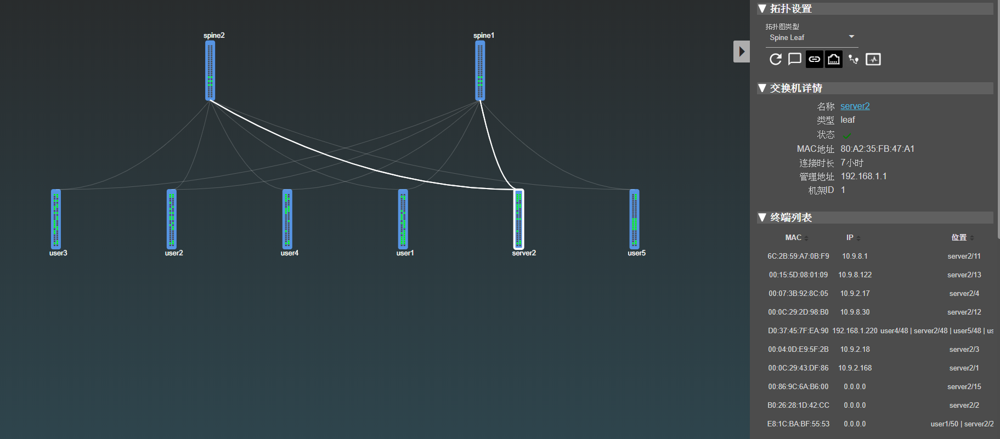 spine2
spine1
user3
user2
user4
user1
server2
user5
拓扑设置
拓扑图类型
Spine Leaf
交换机详情
名称 server2
类型 leaf
状态
MAC地址 80:A2:35:FB:47:A1
连接时长 7小时
管理地址 192.168.1.1
机架ID 1
终端列表
MAC IP 位置
6C:2B:59:A7:0B:F9 10.9.8.1 server2/11
00:15:5D:08:01:09 10.9.8.122 server2/13
00:07:3B:92:8C:05 10.9.2.17 server2/4
00:0C:29:2D:98:B0 10.9.8.30 server2/12
D0:37:45:7F:EA:90 192.168.1.220 user4/48 | server2/48 | user5/48 | us
00:04:0D:E9:5F:2B 10.9.2.18 server2/3
00:0C:29:43:DF:86 10.9.2.168 server2/1
00:86:9C:6A:B6:00 0.0.0.0 server2/15
B0:26:28:1D:42:CC 0.0.0.0 server2/2
E8:1C:BA:BF:55:53 0.0.0.0 user1/50 | server2/2